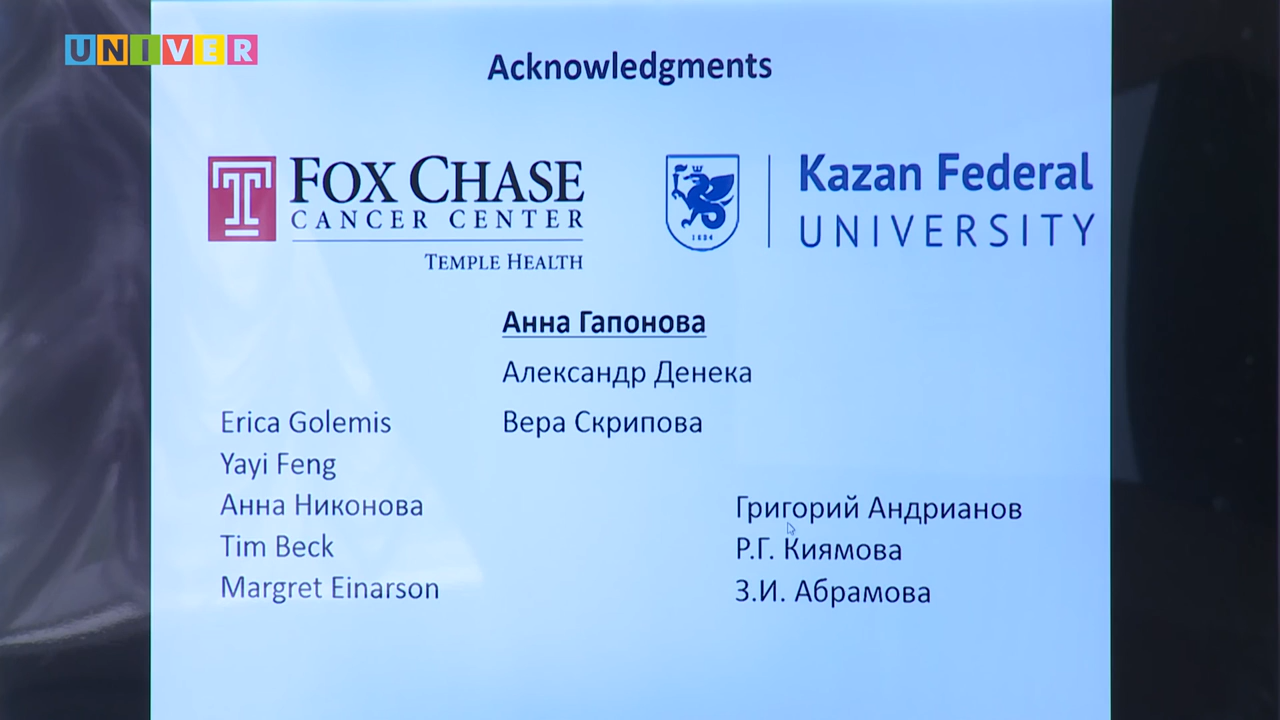 UNIVER
Acknowledgments
FOX CHASE
CANCER CENTER
TEMPLE HEALTH
1804
Kazan Federal
UNIVERSITY
Анна Гапонова
Александр Денека
Вера Скрипова
Erica Golemis
Yayi Feng
Анна Никонова
Tim Beck
Margret Einarson
Григорий Андрианов
Р.Г. Киямова
З.И. Абрамова